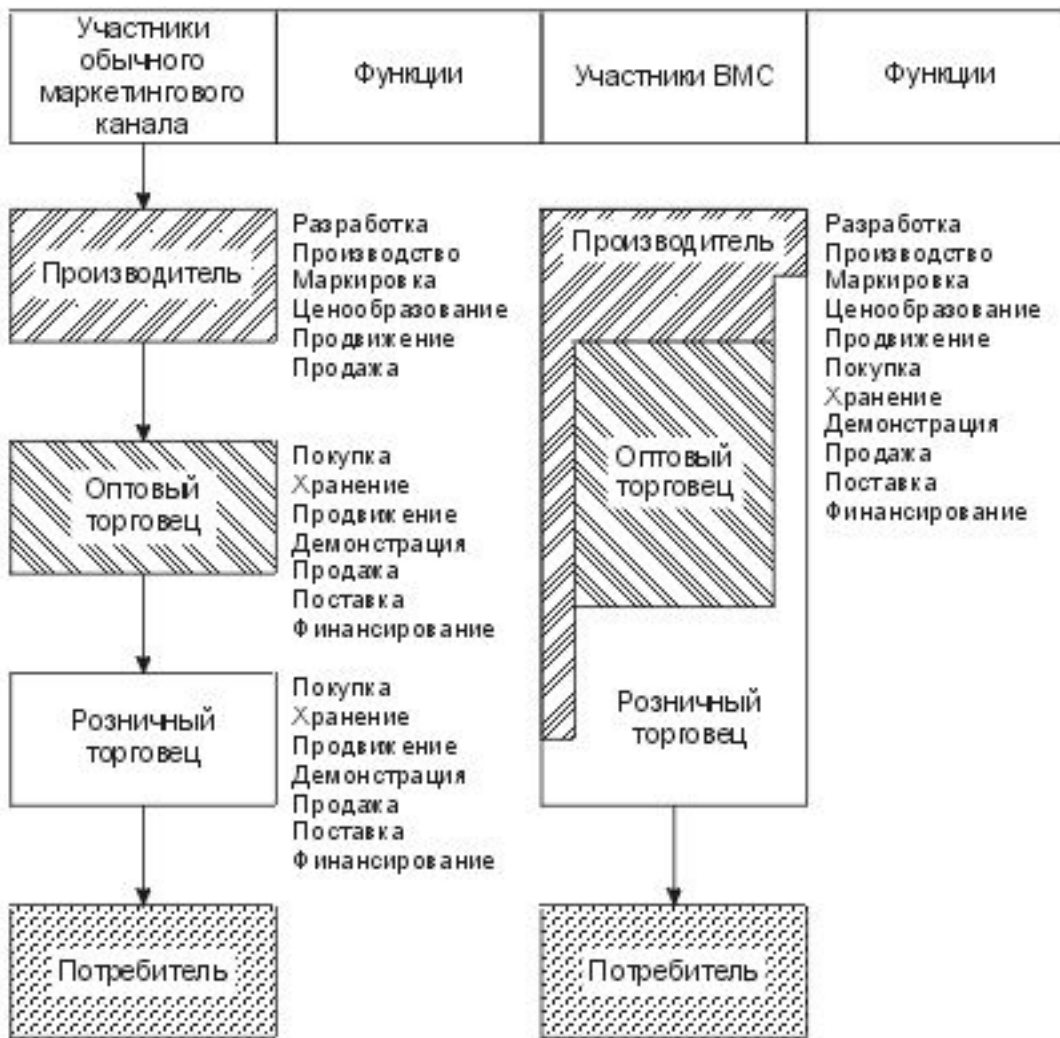 Участники
обычного
маркетингового
канала
Функции
Участники ВМС
Функции
Производитель
Разработка
Производство
Маркировка
Ценообразование
Продвижение
Продажа
Оптовый
торговец
Покупка
Хранение
Продвижение
Демонстрация
Продажа
Поставка
Финансирование
Розничный
торговец
Покупка
Хранение
Продвижение
Демонстрация
Продажа
Поставка
Финансирование
Потребитель
Производитель
Оптовый
торговец
Розничный
торговец
Потребитель
Разработка
Производство
Маркировка
Ценообразование
Продвижение
Покупка
Хранение
Демонстрация
Продажа
Поставка
Финансирование